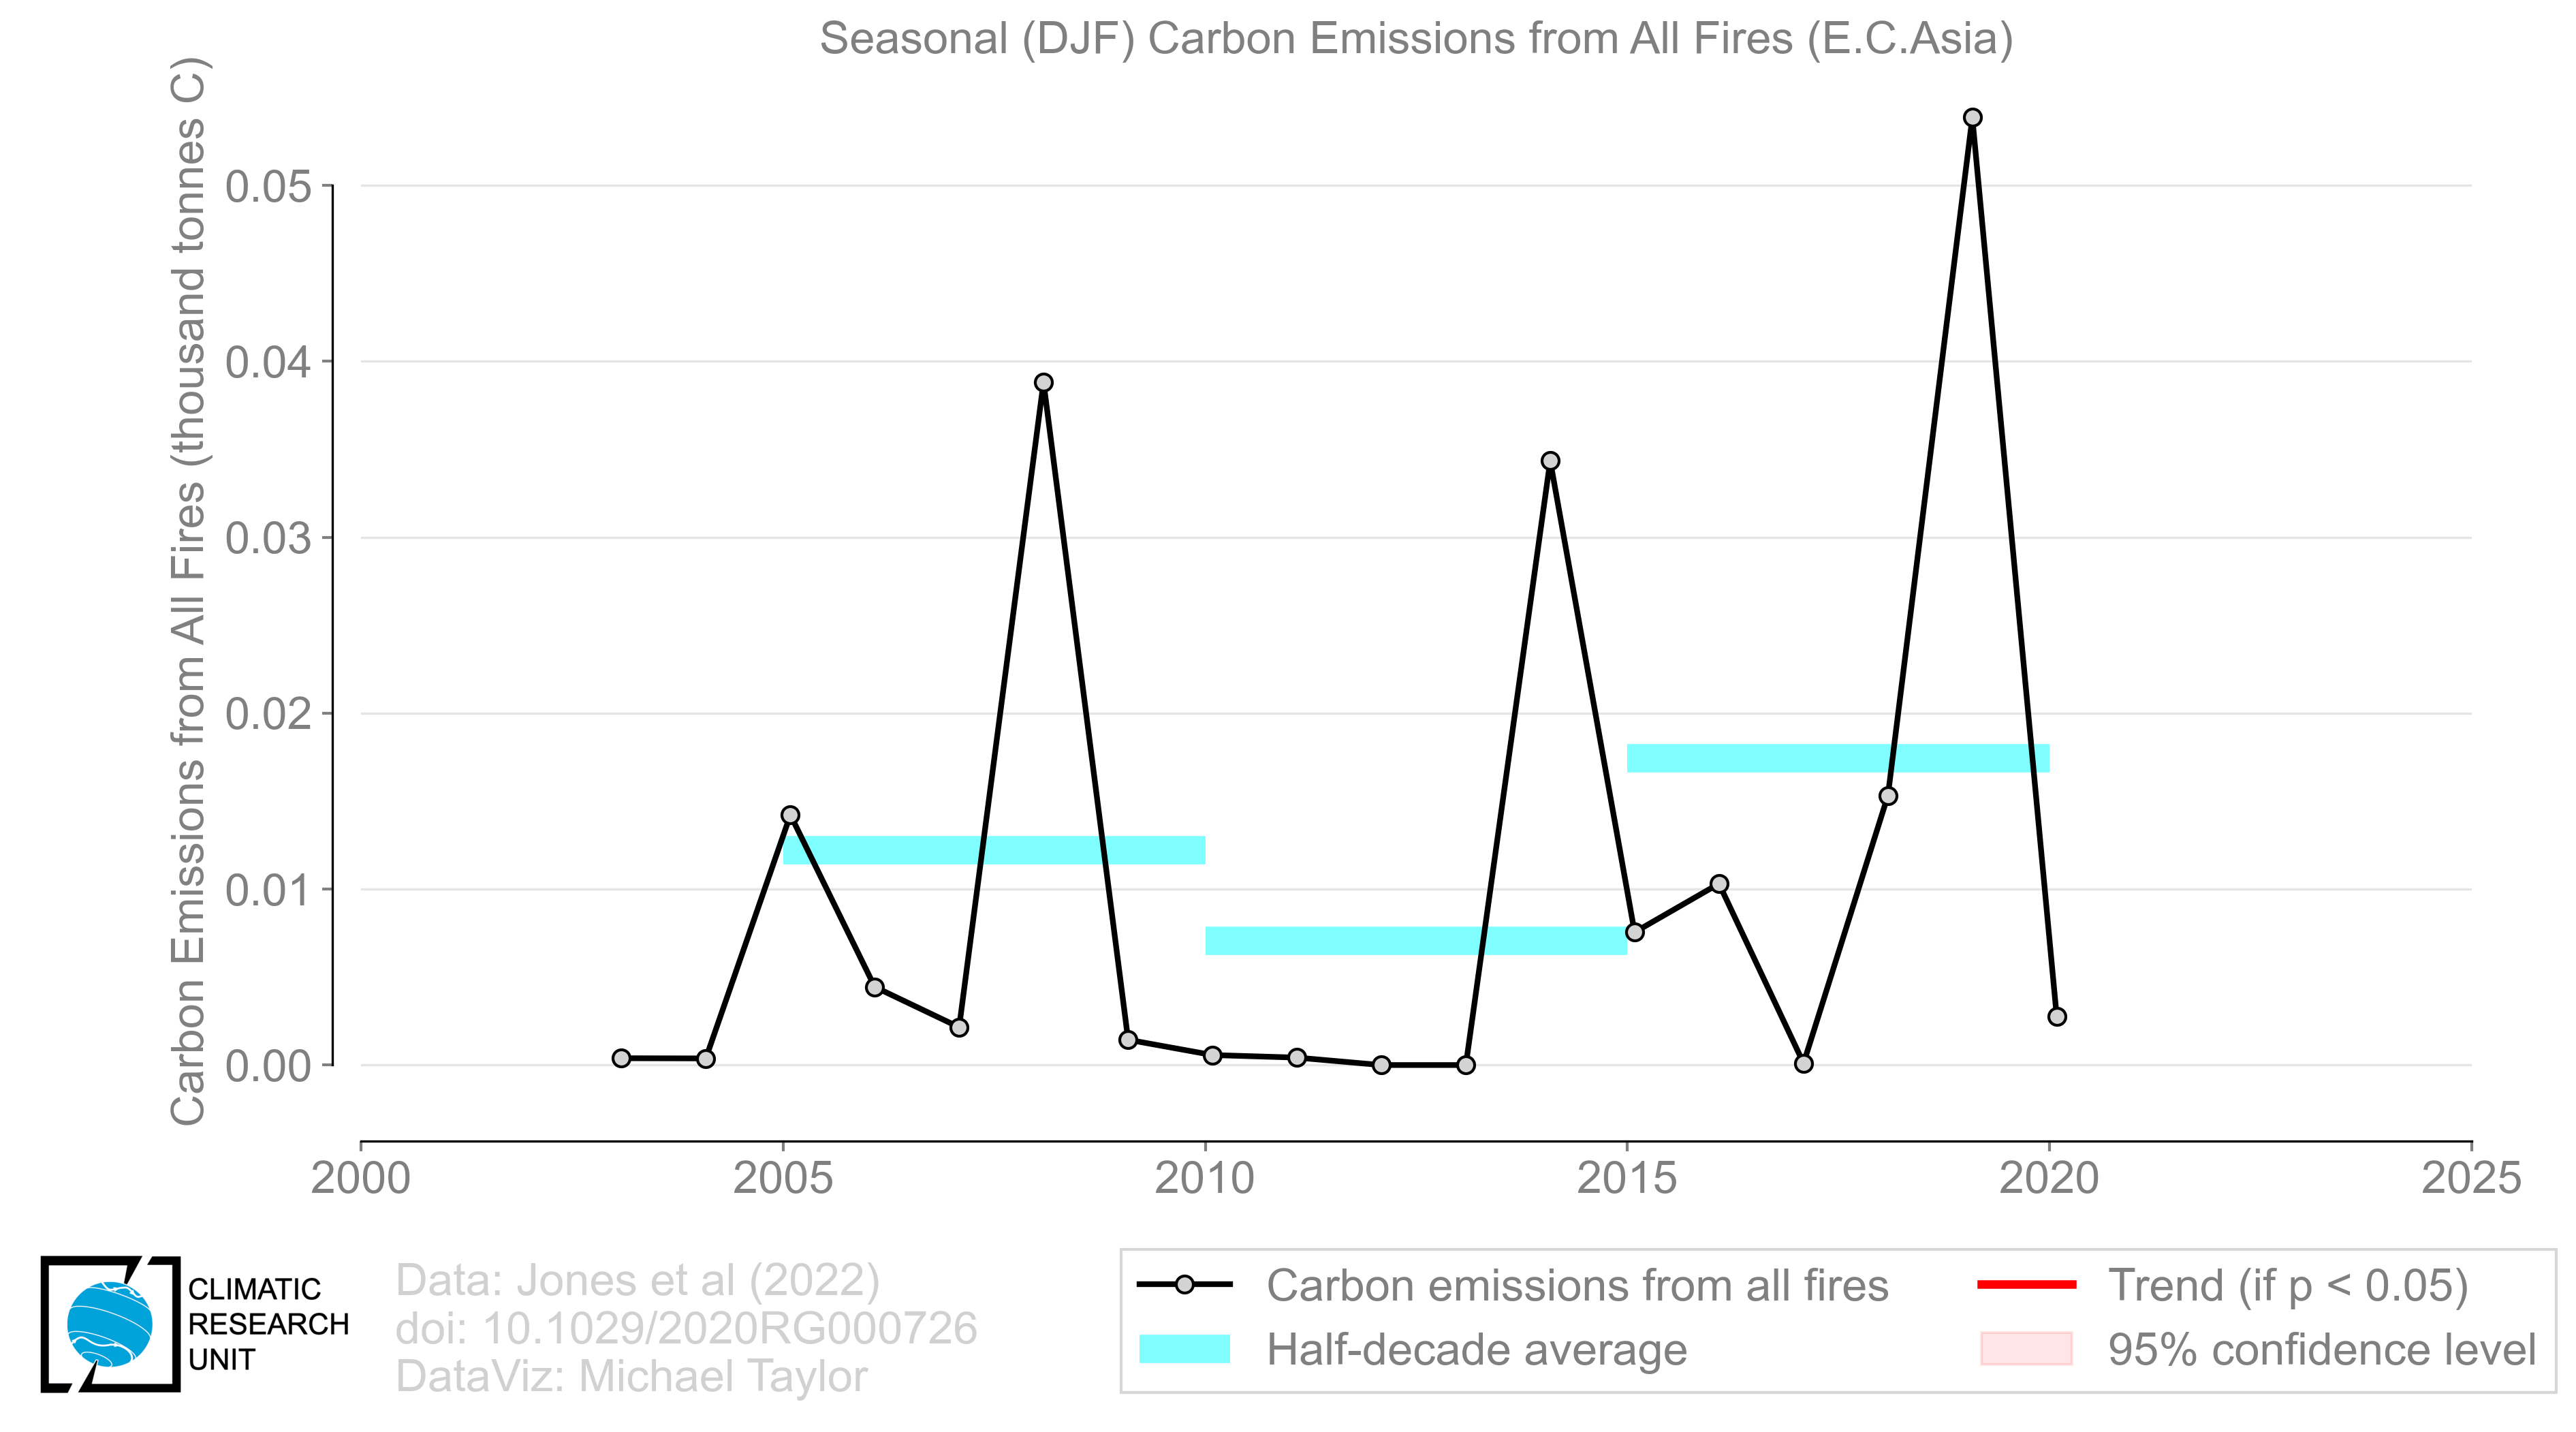 Seasonal (DJF) Carbon Emissions from All Fires (E.C.Asia)
Carbon Emissions from All Fires (thousand tonnes C)
0.05
0.04
0.03
0.02
0.01
0.00
2000 2005 2010 2015 2020 2025
CLIMATIC
RESEARCH
UNIT
Data: Jones et al (2022)
doi: 10.1029/2020RG000726
DataViz: Michael Taylor
Carbon emissions from all fires
Half-decade average
Trend (if p < 0.05)
95% confidence level